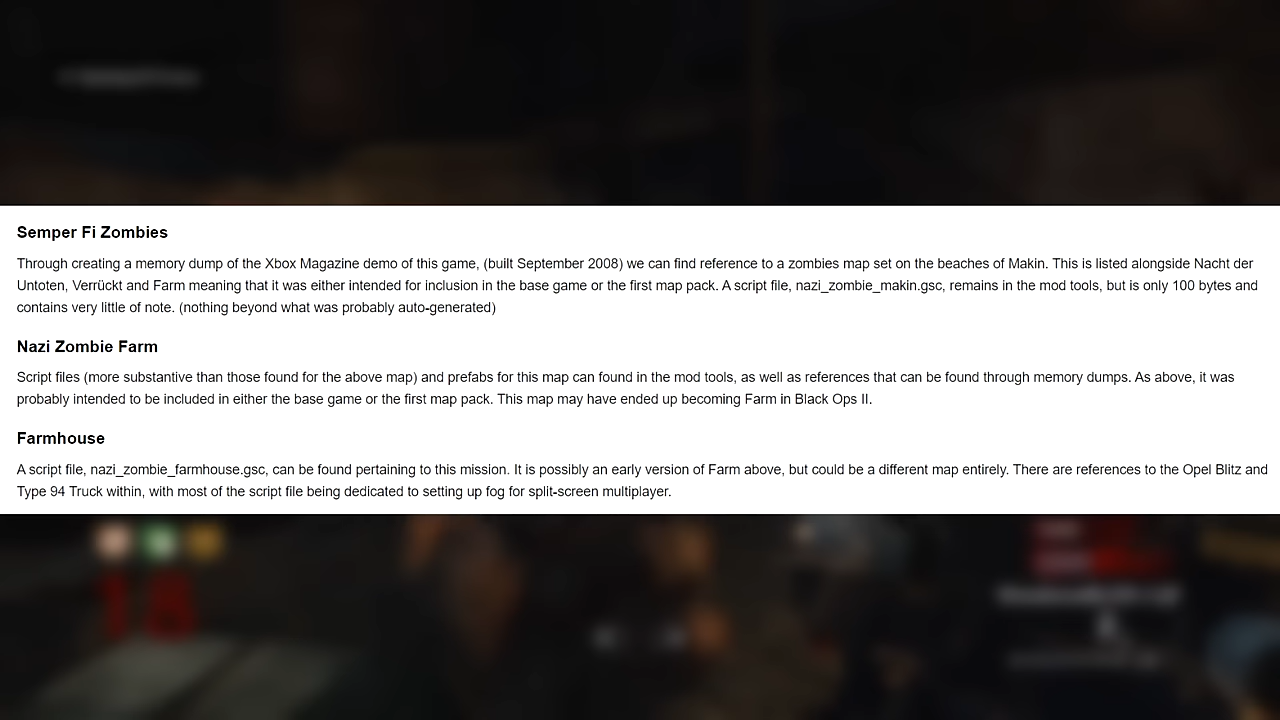 Semper Fi Zombies
Through creating a memory dump of the Xbox Magazine demo of this game, (built September 2008) we can find reference to a zombies map set on the beaches of Makin. This is listed alongside Nacht der
Untoten, Verrückt and Farm meaning that it was either intended for inclusion in the base game or the first map pack. A script file, nazi_zombie_makin.gsc, remains in the mod tools, but is only 100 bytes and
contains very little of note. (nothing beyond what was probably auto-generated)
Nazi Zombie Farm
Script files (more substantive than those found for the above map) and prefabs for this map can found in the mod tools, as well as references that can be found through memory dumps. As above, it was
probably intended to be included in either the base game or the first map pack. This map may have ended up becoming Farm in Black Ops II.
Farmhouse
A script file, nazi_zombie_farmhouse.gsc, can be found pertaining to this mission. It is possibly an early version of Farm above, but could be a different map entirely. There are references to the Opel Blitz and
Type 94 Truck within, with most of the script file being dedicated to setting up fog for split-screen multiplayer.
18